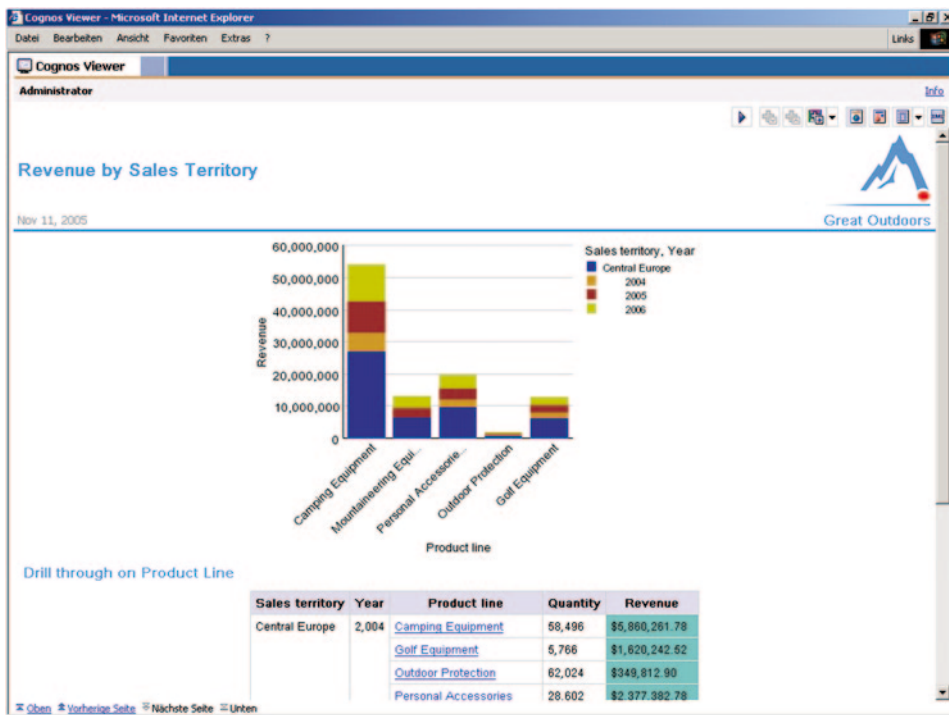 Cognos Viewer - Microsoft Internet Explorer
Datei Bearbeiten Ansicht Favoriten Extras ?
Links
Cognos Viewer
Administrator
Info
Revenue by Sales Territory
Nov 11, 2005
Great Outdoors
60,000,000
50,000,000
40,000,000
30,000,000
20,000,000
10,000,000
0
Revenue
Sales territory, Year
Central Europe
2004
2005
2006
Camping Equipment
Mountaineering Equi...
Personal Accessorie...
Outdoor Protection
Golf Equipment
Product line
Drill through on Product Line
Sales territory Year Product line Quantity Revenue
Central Europe 2,004 Camping Equipment 58,496 $5,860,261.78
Golf Equipment 5,766 $1,620,242.52
Outdoor Protection 62,024 $349,812.90
Personal Accessories 28,602 $2,377,382.78
Oben Vorherige Seite Nächste Seite Unten